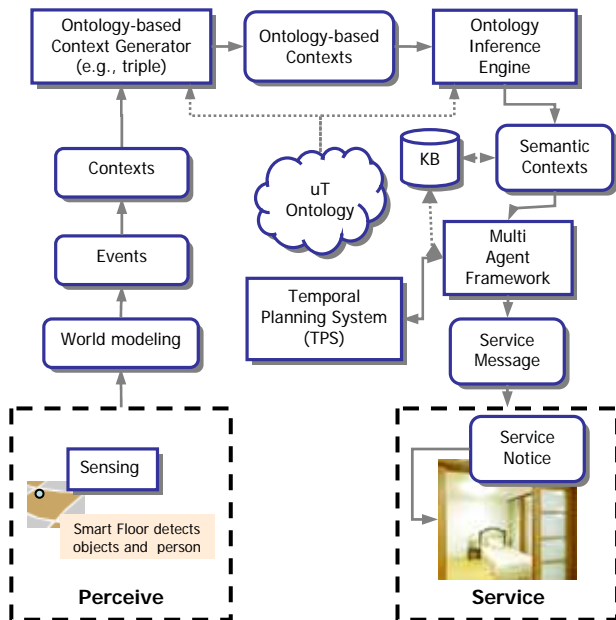 Ontology-based
Context Generator
(e.g., triple)
Ontology-based
Contexts
Ontology
Inference
Engine
Contexts
uT
Ontology
KB
Semantic
Contexts
Events
Multi
Agent
Framework
Temporal
Planning System
(TPS)
World modeling
Service
Message
Sensing
Smart Floor detects
objects and person
Perceive
Service
Notice
Service